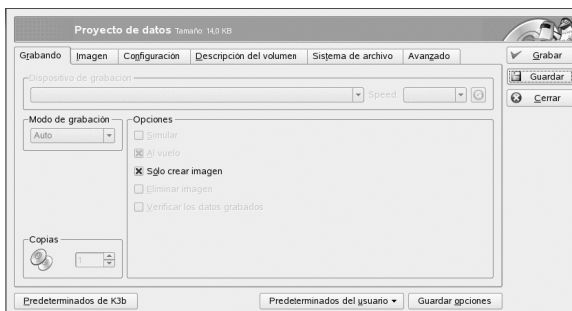 Proyecto de datos Tamaño 14,0 KB
Grabando Imagen Configuración Descripción del volumen Sistema de archivo Avanzado
Grabar
Guardar
Cerrar
Dispositivo de grabación
Speed
Modo de grabación
Auto
Opciones
Simular
Al vuelo
Sólo crear imagen
Eliminar imagen
Verificar los datos grabados
Copias
1
Predeterminados de K3b Predeterminados del usuario Guardar opciones